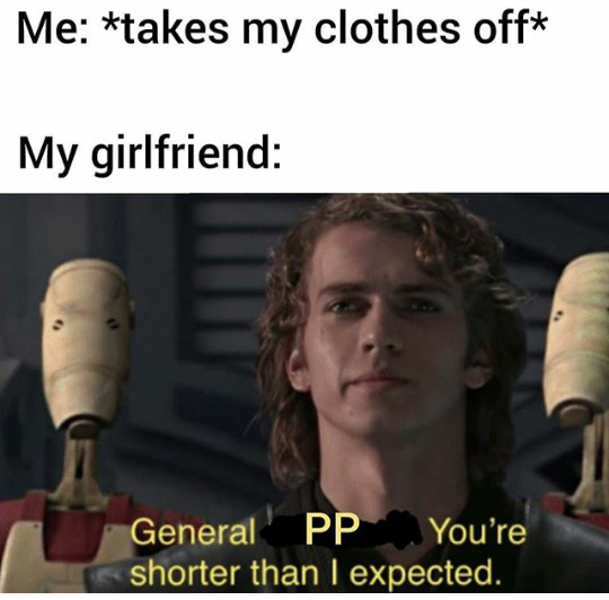 Me: *takes my clothes off*
My girlfriend:
General PP You're
shorter than I expected.